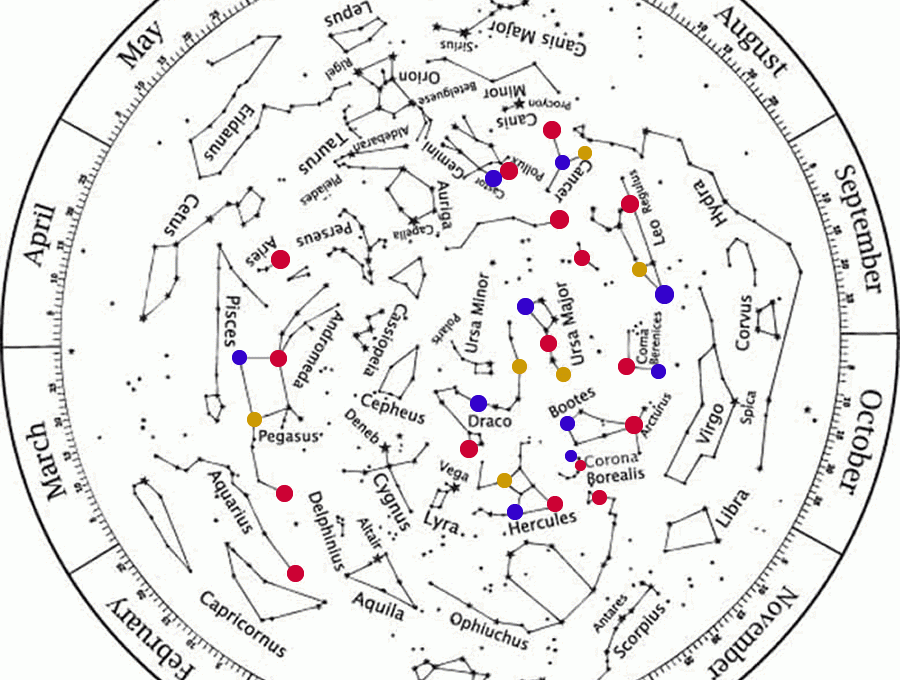 May
August
April
September
March
October
February
November
Lepus
Rigel
Orion
Betelguese
Sirius
Canis Major
Canis
Minor
Procyon
Eridanus
Taurus
Aldebaran
Pleiades
Gemini
Castor
Pollux
Cancer
Hydra
Cetus
Aries
Perseus
Auriga
Capella
Leo
Regulus
Corvus
Pisces
Andromeda
Cassiopeia
Cepheus
Polaris
Ursa Minor
Ursa Major
Coma
Berenices
Virgo
Spica
Pegasus
Deneb
Draco
Bootes
Arcturus
Corona
Borealis
Vega
Cygnus
Lyra
Hercules
Libra
Aquarius
Delphinius
Altair
Aquila
Capricornus
Ophiuchus
Antares
Scorpius